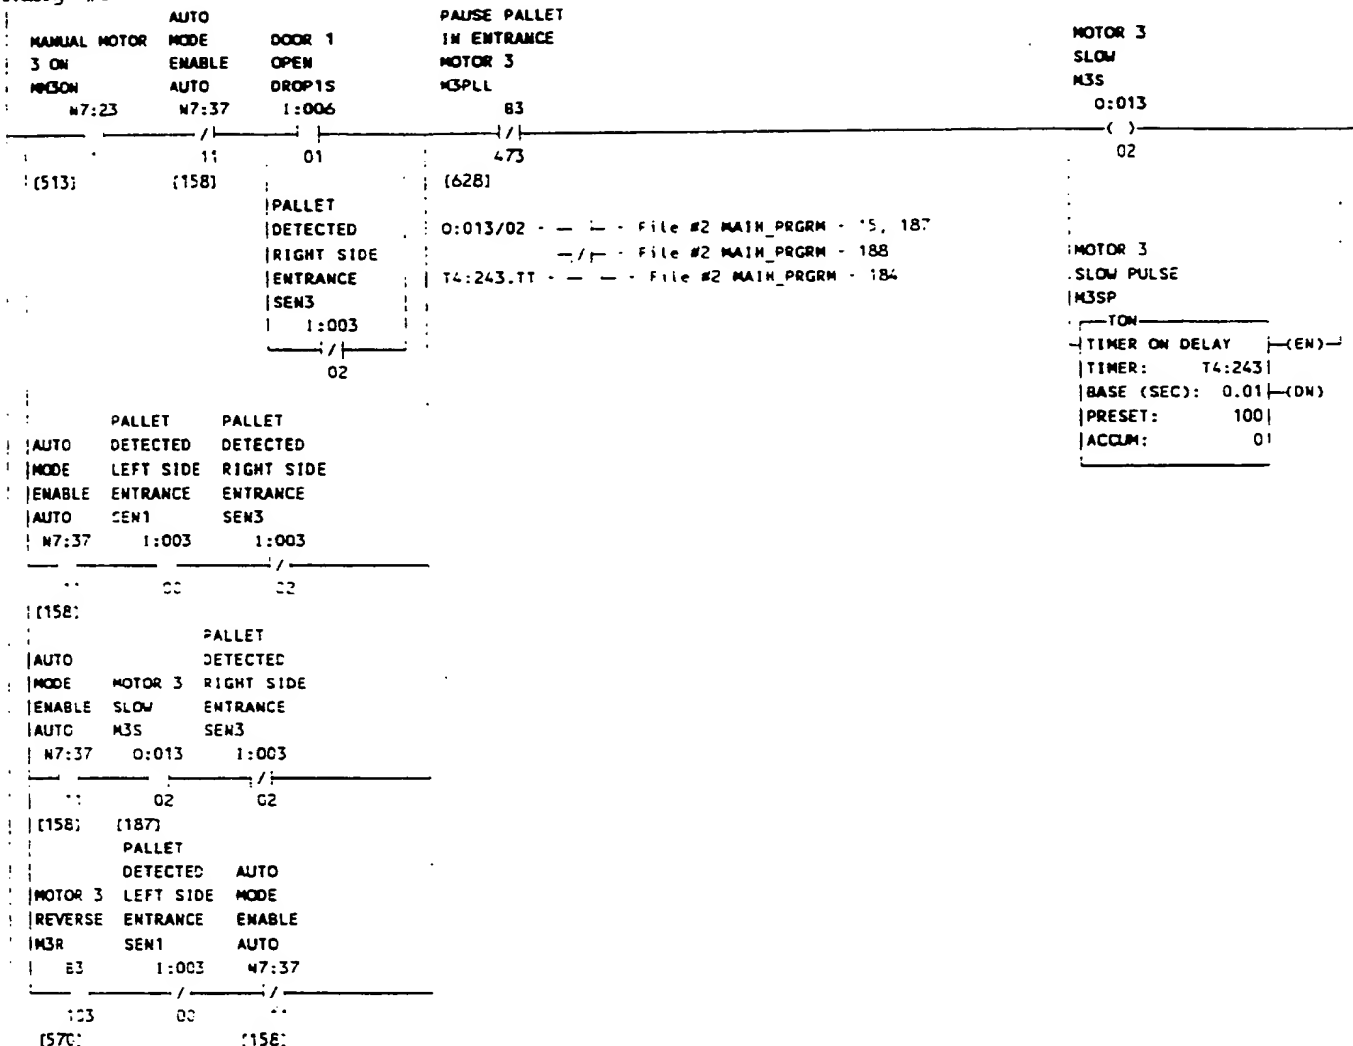 AUTO
MANUAL MOTOR MODE DOOR 1
3 ON ENABLE OPEN
MM3ON AUTO DROP1S
N7:23 N7:37 I:006
11 01
[513] [158]
PAUSE PALLET
IN ENTRANCE
MOTOR 3
M3PLL
B3
473
[628]
MOTOR 3
SLOW
M3S
O:013
( )
02
PALLET
DETECTED
RIGHT SIDE
ENTRANCE
SEN3
I:003
02
O:013/02 - File #2 MAIN_PRGRM - 187
- File #2 MAIN_PRGRM - 188
T4:243.TT - File #2 MAIN_PRGRM - 184
MOTOR 3
SLOW PULSE
M3SP
TON
TIMER ON DELAY (EN)
TIMER: T4:243
BASE (SEC): 0.01 (DN)
PRESET: 100
ACCUM: 0
PALLET PALLET
AUTO DETECTED DETECTED
MODE LEFT SIDE RIGHT SIDE
ENABLE ENTRANCE ENTRANCE
AUTO SEN1 SEN3
N7:37 I:003 I:003
[158]
PALLET
AUTO DETECTED
MODE MOTOR 3 RIGHT SIDE
ENABLE SLOW ENTRANCE
AUTO M3S SEN3
N7:37 O:013 I:003
02 02
[158] [187]
PALLET
DETECTED AUTO
MOTOR 3 LEFT SIDE MODE
REVERSE ENTRANCE ENABLE
M3R SEN1 AUTO
B3 I:003 N7:37
[570] [158]